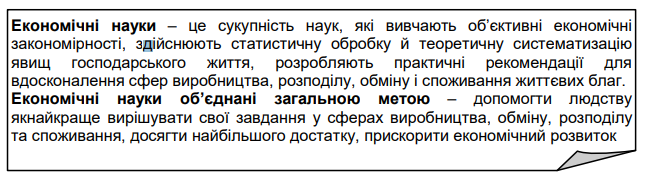 Економічні науки – це сукупність наук, які вивчають об’єктивні економічні
закономірності, здійснюють статистичну обробку й теоретичну систематизацію
явищ господарського життя, розробляють практичні рекомендації для
вдосконалення сфер виробництва, розподілу, обміну і споживання життєвих благ.
Економічні науки об’єднані загальною метою – допомогти людству
якнайкраще вирішувати свої завдання у сферах виробництва, обміну, розподілу
та споживання, досягти найбільшого достатку, прискорити економічний розвиток